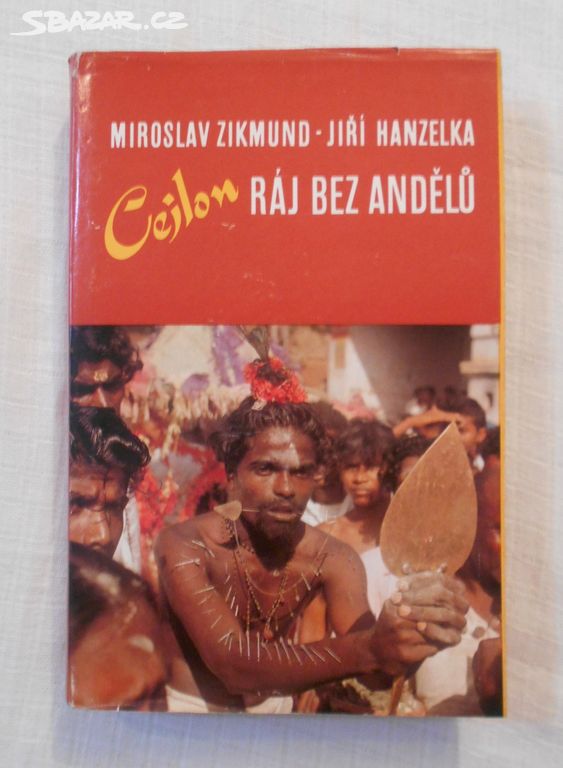 SBAZAR.CZ
MIROSLAV ZIKMUND - JIŘÍ HANZELKA
Cejlon RÁJ BEZ ANDĚLŮ